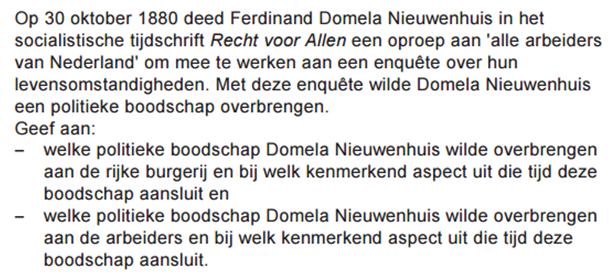 Op 30 oktober 1880 deed Ferdinand Domela Nieuwenhuis in het
socialistische tijdschrift Recht voor Allen een oproep aan 'alle arbeiders
van Nederland' om mee te werken aan een enquête over hun
levensomstandigheden. Met deze enquête wilde Domela Nieuwenhuis
een politieke boodschap overbrengen.
Geef aan:
– welke politieke boodschap Domela Nieuwenhuis wilde overbrengen
aan de rijke burgerij en bij welk kenmerkend aspect uit die tijd deze
boodschap aansluit en
– welke politieke boodschap Domela Nieuwenhuis wilde overbrengen
aan de arbeiders en bij welk kenmerkend aspect uit die tijd deze
boodschap aansluit.